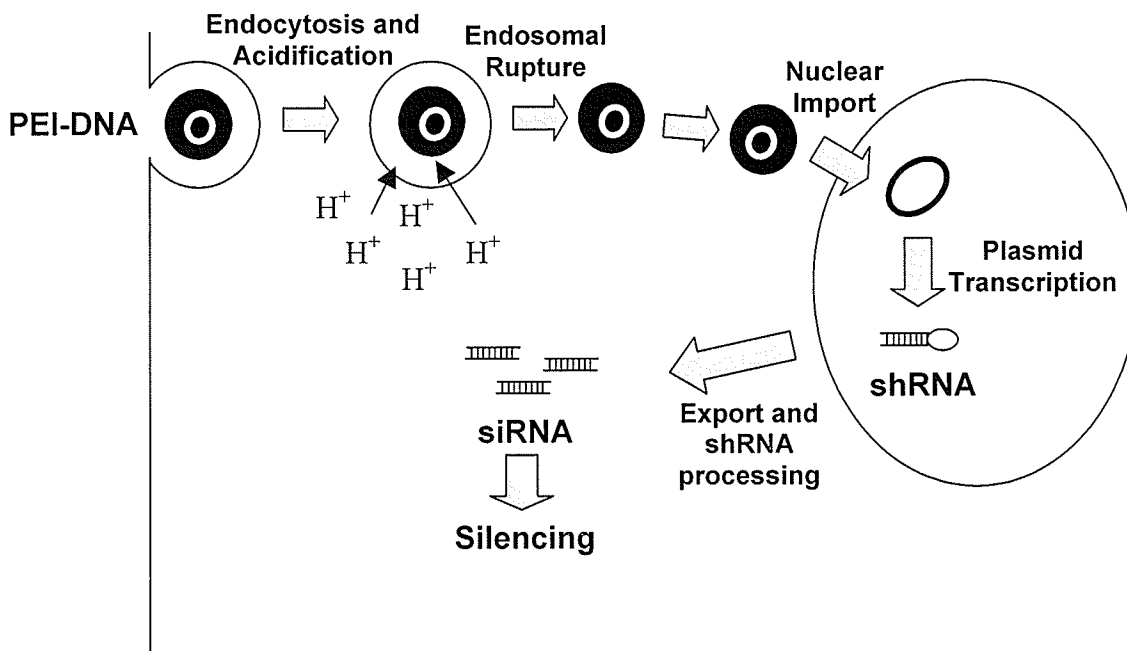 Endocytosis and
Acidification
Endosomal
Rupture
Nuclear
Import
PEI-DNA
H⁺
H⁺
H⁺
H⁺
H⁺
Plasmid
Transcription
shRNA
Export and
shRNA
processing
siRNA
Silencing